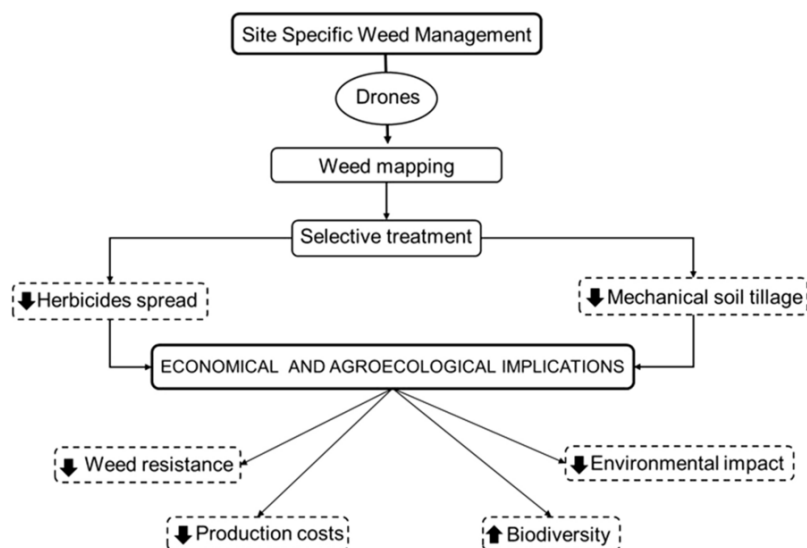 Site Specific Weed Management
Drones
Weed mapping
Selective treatment
Herbicides spread
Mechanical soil tillage
ECONOMICAL AND AGROECOLOGICAL IMPLICATIONS
Weed resistance
Environmental impact
Production costs
Biodiversity